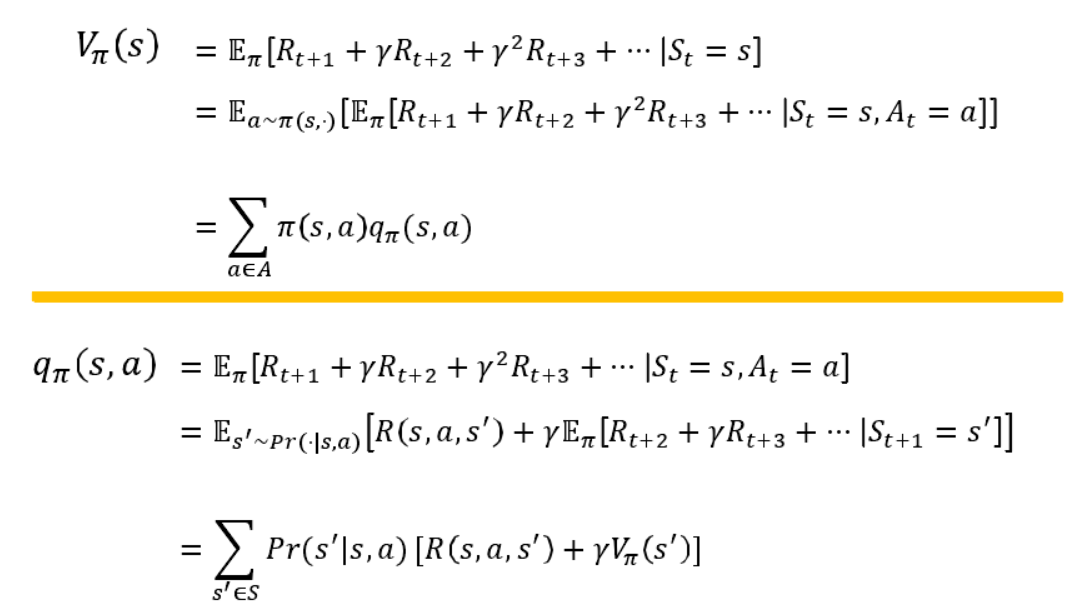 V_π(s) = 𝔼_π[R_{t+1} + γR_{t+2} + γ²R_{t+3} + ⋯ |S_t = s]
= 𝔼_{a~π(s,·)}[𝔼_π[R_{t+1} + γR_{t+2} + γ²R_{t+3} + ⋯ |S_t = s, A_t = a]]
= ∑_{a∈A} π(s, a)q_π(s, a)
q_π(s, a) = 𝔼_π[R_{t+1} + γR_{t+2} + γ²R_{t+3} + ⋯ |S_t = s, A_t = a]
= 𝔼_{s′~Pr(·|s,a)}[R(s, a, s′) + γ𝔼_π[R_{t+2} + γR_{t+3} + ⋯ |S_{t+1} = s′]]
= ∑_{s′∈S} Pr(s′|s, a) [R(s, a, s′) + γV_π(s′)]